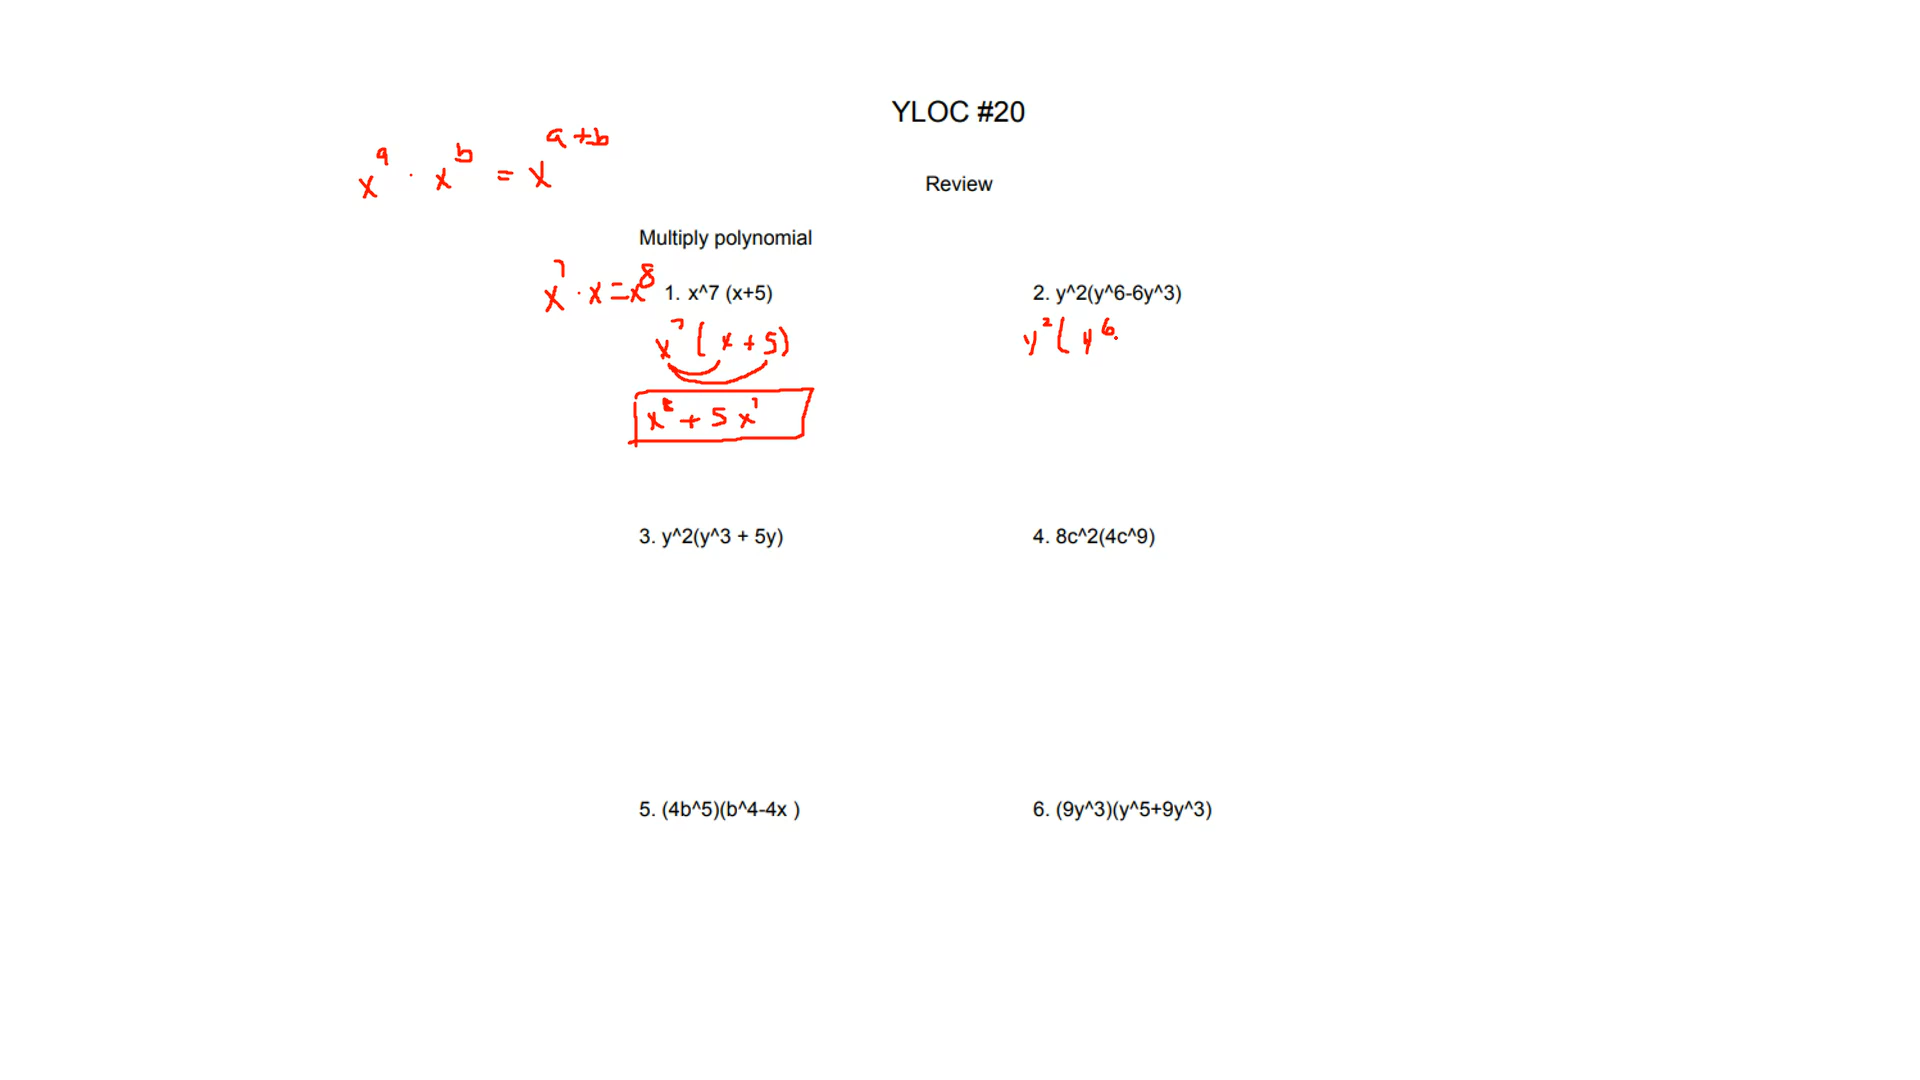 YLOC #20
x^a · x^b = x^{a+b}
Review
Multiply polynomial
x^7 · x = x^8
1. x^7 (x+5)
2. y^2(y^6-6y^3)
x^7 (x + 5)
y^2 ( y^6
x^8 + 5x^7
3. y^2(y^3 + 5y)
4. 8c^2(4c^9)
5. (4b^5)(b^4-4x )
6. (9y^3)(y^5+9y^3)